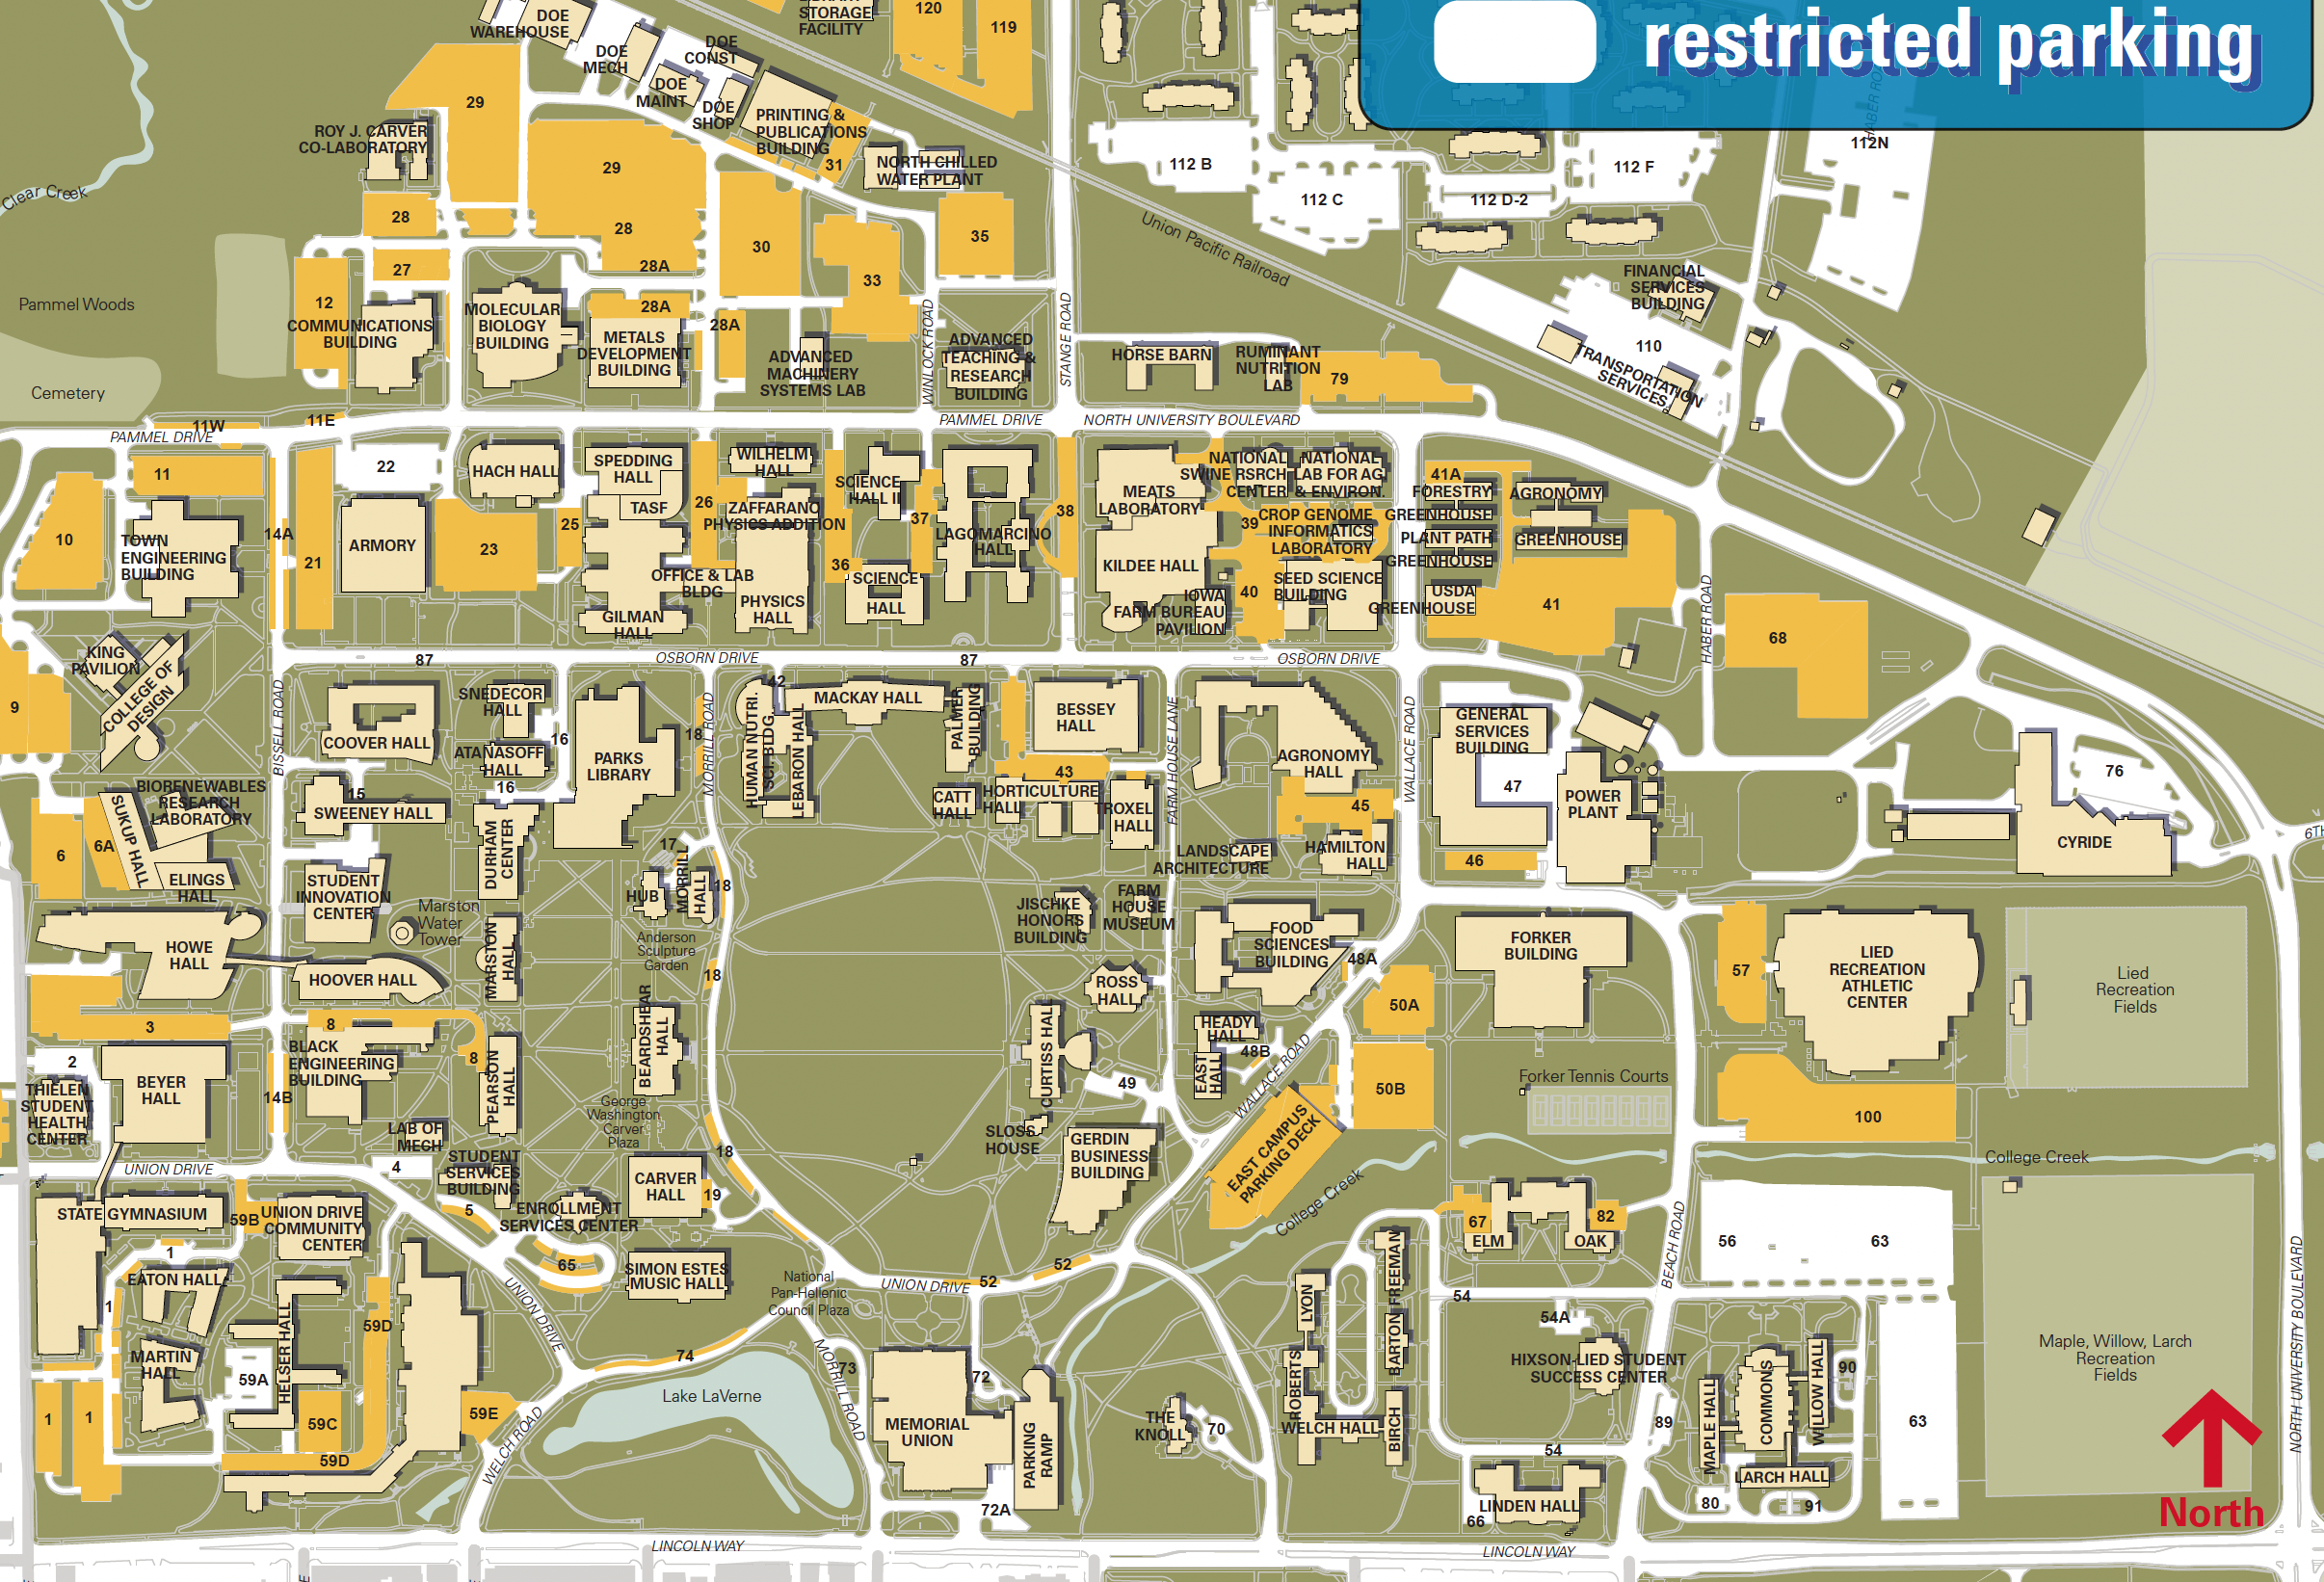 restricted parking
DOE
WAREHOUSE
STORAGE
FACILITY
120
119
DOE
MECH
DOE
CONST
DOE
MAINT
DOE
SHOP
29
PRINTING &
PUBLICATIONS
BUILDING
31
ROY J. CARVER
CO-LABORATORY
29
NORTH CHILLED
WATER PLANT
112 B
112 C
112 D-2
112 F
112N
HABER RO
Clear Creek
28
28
30
35
Union Pacific Railroad
27
28A
33
12
Pammel Woods
COMMUNICATIONS
BUILDING
MOLECULAR
BIOLOGY
BUILDING
28A
28A
METALS
DEVELOPMENT
BUILDING
ADVANCED
MACHINERY
SYSTEMS LAB
WINLOCK ROAD
ADVANCED
TEACHING &
RESEARCH
BUILDING
STANGE ROAD
HORSE BARN
RUMINANT
NUTRITION
LAB
79
FINANCIAL
SERVICES
BUILDING
110
TRANSPORTATION
SERVICES
Cemetery
11W
11E
PAMMEL DRIVE
PAMMEL DRIVE
NORTH UNIVERSITY BOULEVARD
11
22
HACH HALL
SPEDDING
HALL
TASF
WILHELM
HALL
26
ZAFFARANO
PHYSICS ADDITION
SCIENCE
HALL II
37
LAGOMARCINO
HALL
38
MEATS
LABORATORY
NATIONAL
SWINE RSRCH
CENTER
NATIONAL
LAB FOR AG.
& ENVIRON.
39
CROP GENOME
INFORMATICS
LABORATORY
41A
FORESTRY
GREENHOUSE
PLANT PATH
GREENHOUSE
AGRONOMY
GREENHOUSE
USDA
GREENHOUSE
41
10
TOWN
ENGINEERING
BUILDING
14A
21
ARMORY
23
25
OFFICE & LAB
BLDG
GILMAN
HALL
PHYSICS
HALL
36
SCIENCE
HALL
KILDEE HALL
IOWA
FARM BUREAU
PAVILION
40
SEED SCIENCE
BUILDING
HABER ROAD
68
87
OSBORN DRIVE
87
OSBORN DRIVE
KING
PAVILION
COLLEGE OF
DESIGN
9
BISSELL ROAD
COOVER HALL
SNEDECOR
HALL
ATANASOFF
HALL
16
16
PARKS
LIBRARY
18
MORRILL ROAD
HUMAN NUTRI.
SCI.BLDG.
42
LEBARON HALL
MACKAY HALL
PALMER
BUILDING
BESSEY
HALL
43
FARM HOUSE LANE
AGRONOMY
HALL
45
WALLACE ROAD
GENERAL
SERVICES
BUILDING
47
POWER
PLANT
46
76
CYRIDE
6TH
BIORENEWABLES
RESEARCH
LABORATORY
SUKUP HALL
6
6A
ELINGS
HALL
15
SWEENEY HALL
DURHAM
CENTER
CATT
HALL
HORTICULTURE
HALL
TROXEL
HALL
LANDSCAPE
ARCHITECTURE
HAMILTON
HALL
STUDENT
INNOVATION
CENTER
17
HUB
MORRILL
HALL
18
Marston
Water
Tower
MARSTON
HALL
Anderson
Sculpture
Garden
18
JISCHKE
HONORS
BUILDING
FARM
HOUSE
MUSEUM
FOOD
SCIENCES
BUILDING
48A
FORKER
BUILDING
57
LIED
RECREATION
ATHLETIC
CENTER
Lied
Recreation
Fields
HOWE
HALL
HOOVER HALL
ROSS
HALL
50A
3
8
BLACK
ENGINEERING
BUILDING
8
PEARSON
HALL
BEARDSHEAR
HALL
CURTISS HALL
HEADY
HALL
48B
EAST
HALL
WALLACE ROAD
50B
Forker Tennis Courts
100
2
THIELEN
STUDENT
HEALTH
CENTER
BEYER
HALL
14B
LAB OF
MECH
George
Washington
Carver
Plaza
49
SLOSS
HOUSE
GERDIN
BUSINESS
BUILDING
EAST CAMPUS
PARKING DECK
College Creek
College Creek
UNION DRIVE
4
STUDENT
SERVICES
BUILDING
5
ENROLLMENT
SERVICES CENTER
CARVER
HALL
19
18
STATE GYMNASIUM
59B
UNION DRIVE
COMMUNITY
CENTER
65
SIMON ESTES
MUSIC HALL
National
Pan-Hellenic
Council Plaza
UNION DRIVE
52
52
67
ELM
82
OAK
BEACH ROAD
56
63
1
EATON HALL
1
MARTIN
HALL
HELSER HALL
59A
59C
59D
59D
UNION DRIVE
59E
WELCH ROAD
74
Lake LaVerne
MORRILL ROAD
73
72
MEMORIAL
UNION
PARKING
RAMP
72A
THE
KNOLL
70
LYON
ROBERTS
WELCH HALL
FREEMAN
BARTON
BIRCH
54
54A
HIXSON-LIED STUDENT
SUCCESS CENTER
54
89
LINDEN HALL
66
MAPLE HALL
COMMONS
WILLOW HALL
90
LARCH HALL
80
91
63
Maple, Willow, Larch
Recreation
Fields
NORTH UNIVERSITY BOULEVARD
North
1
1
LINCOLN WAY
LINCOLN WAY